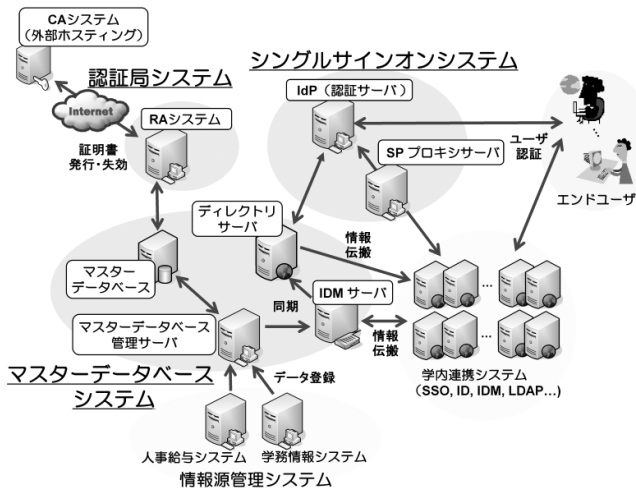 CAシステム
（外部ホスティング）
認証局システム
シングルサインオンシステム
IdP（認証サーバ）
Internet
RAシステム
証明書
発行・失効
SP プロキシサーバ
ユーザ
認証
エンドユーザ
ディレクトリ
サーバ
情報
伝搬
マスター
データベース
同期
IDM サーバ
マスターデータベース
管理サーバ
情報
伝搬
マスターデータベース
システム
データ登録
学内連携システム
（SSO, ID, IDM, LDAP…）
人事給与システム
学務情報システム
情報源管理システム